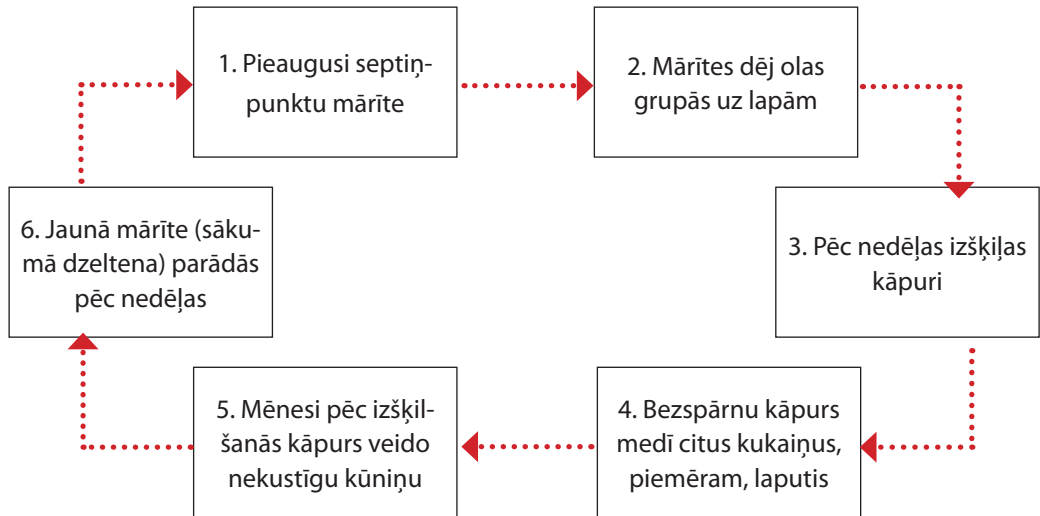 1. Pieaugusi septiņ-
punktu mārīte
2. Mārītes dēj olas
grupās uz lapām
3. Pēc nedēļas izšķiļas
kāpuri
4. Bezspārnu kāpurs
medī citus kukaiņus,
piemēram, laputis
5. Mēnesi pēc izšķil-
šanās kāpurs veido
nekustīgu kūniņu
6. Jaunā mārīte (sāku-
mā dzeltena) parādās
pēc nedēļas